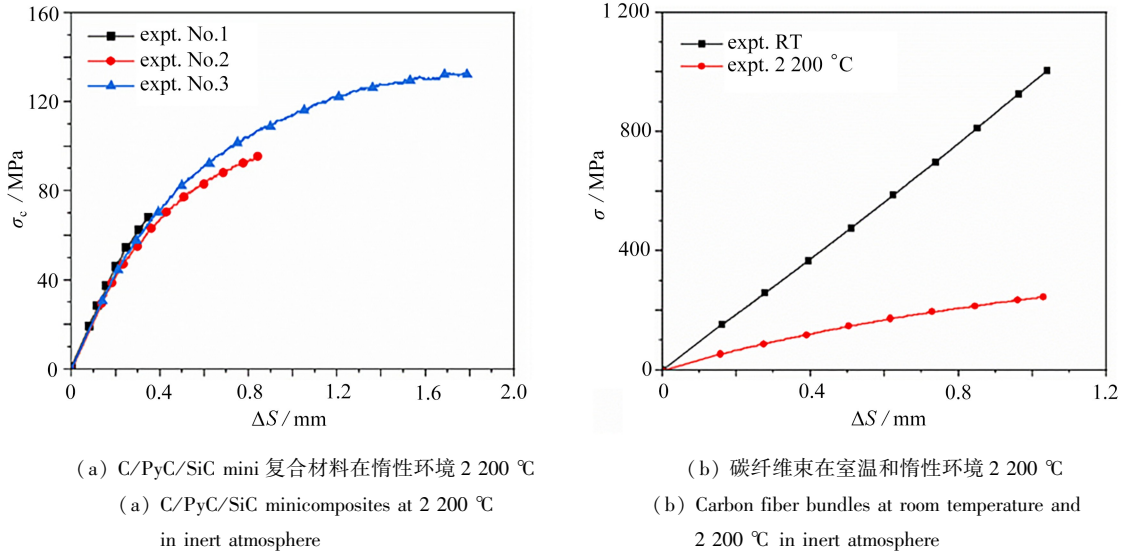 160
120
80
40
0
σc /MPa
expt. No.1
expt. No.2
expt. No.3
0 0.4 0.8 1.2 1.6 2.0
ΔS / mm
1 200
800
400
0
σ /MPa
expt. RT
expt. 2 200 °C
0 0.4 0.8 1.2
ΔS / mm
(a) C/PyC/SiC mini 复合材料在惰性环境 2 200 ℃
(a) C/PyC/SiC minicomposites at 2 200 ℃
in inert atmosphere
(b) 碳纤维束在室温和惰性环境 2 200 ℃
(b) Carbon fiber bundles at room temperature and
2 200 ℃ in inert atmosphere